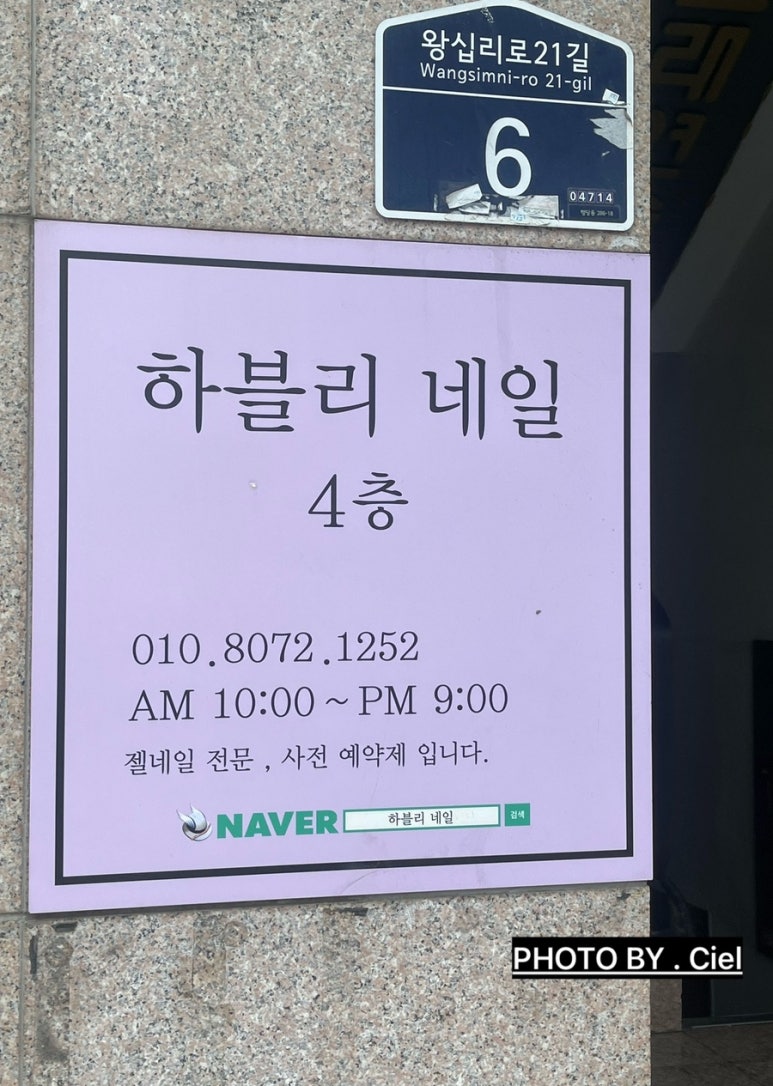 왕십리로21길
Wangsimni-ro 21-gil
6
04714
하블리 네일
4층
010.8072.1252
AM 10:00 ~ PM 9:00
젤네일 전문 , 사전 예약제 입니다.
NAVER 하블리 네일 검색
PHOTO BY . Ciel